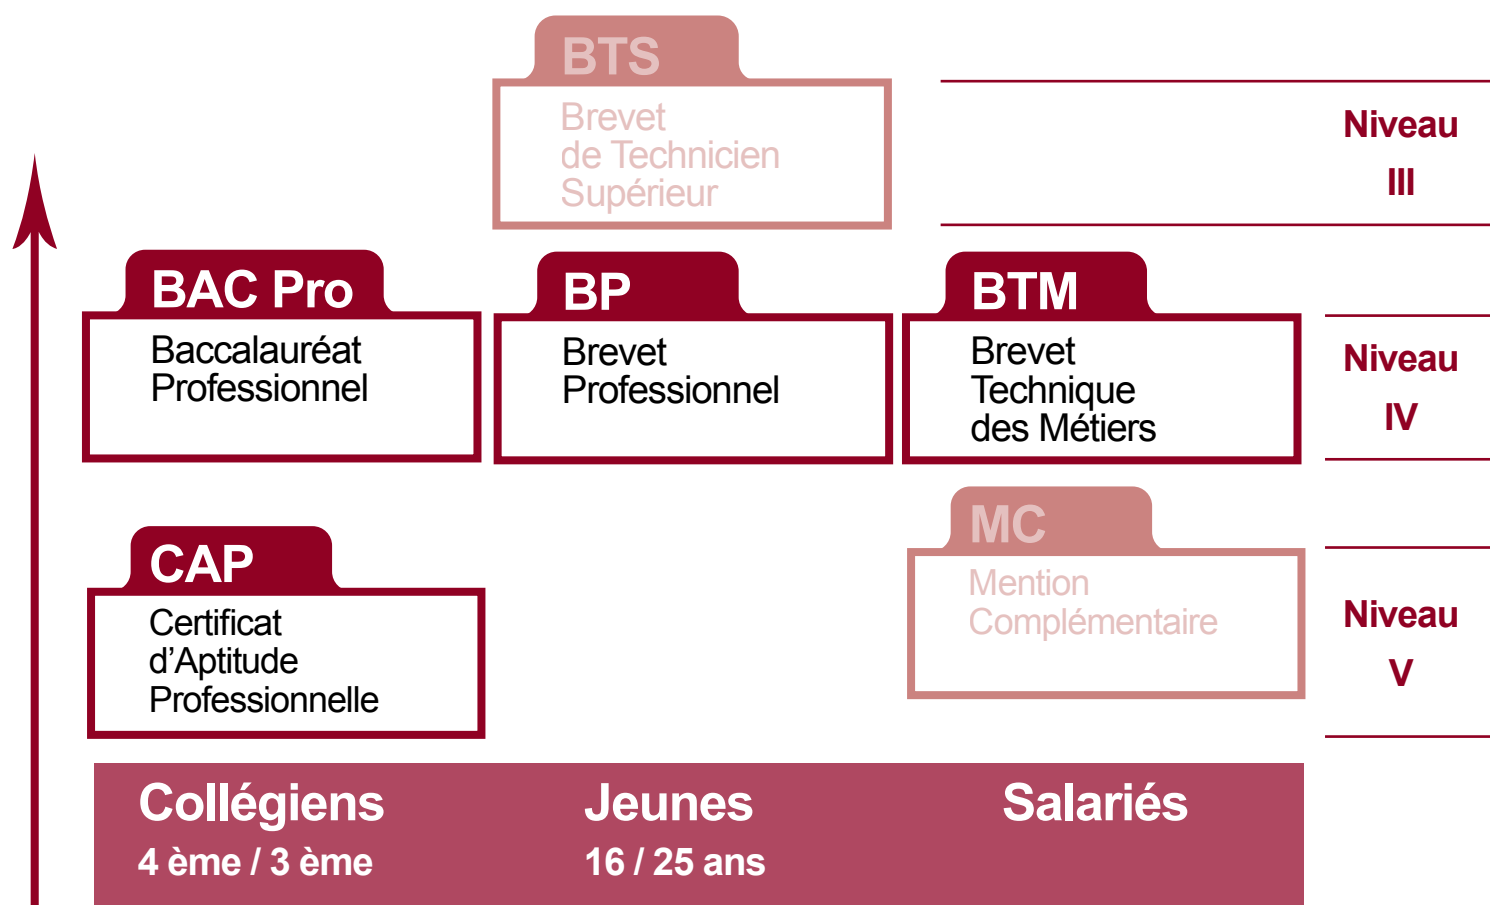 BTS
Brevet
de Technicien
Supérieur
Niveau
III
BAC Pro
Baccalauréat
Professionnel
BP
Brevet
Professionnel
BTM
Brevet
Technique
des Métiers
Niveau
IV
CAP
Certificat
d’Aptitude
Professionnelle
MC
Mention
Complémentaire
Niveau
V
Collégiens
4 ème / 3 ème
Jeunes
16 / 25 ans
Salariés